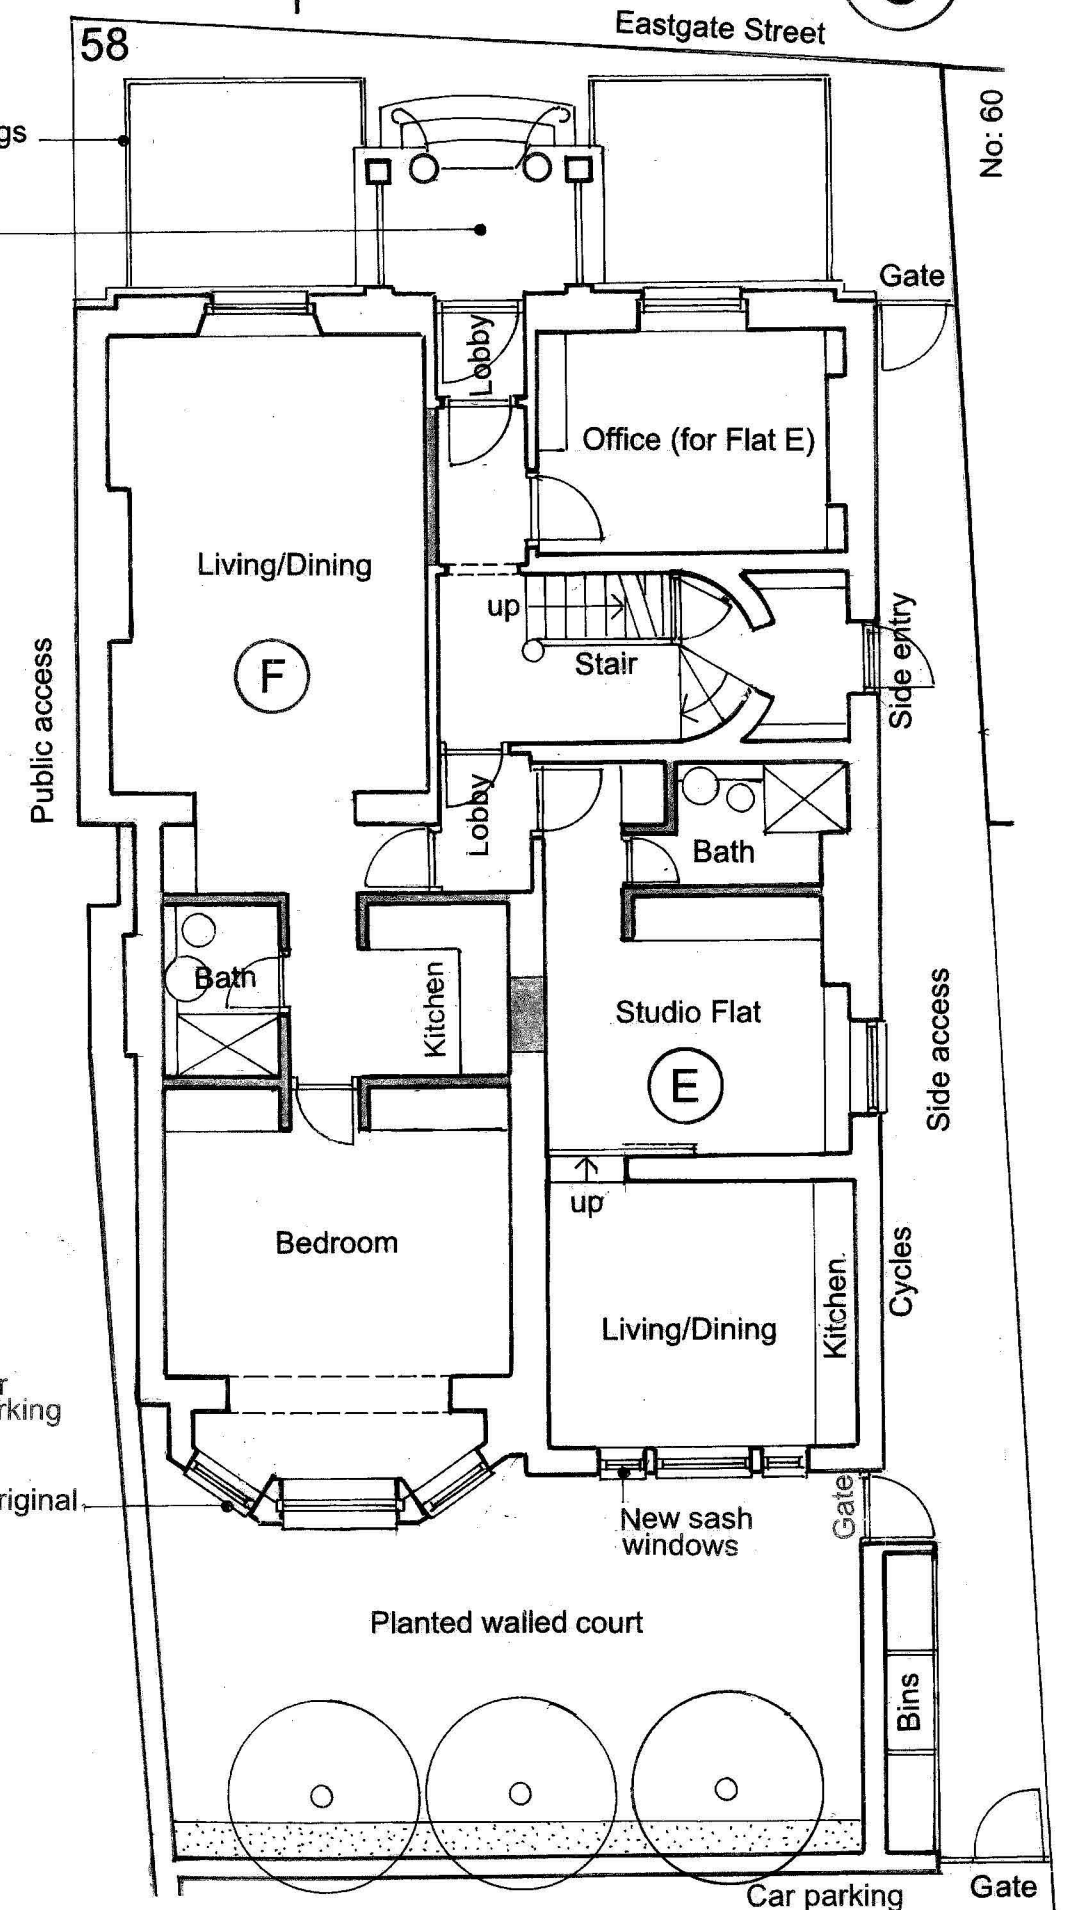 Eastgate Street
58
No: 60
gs
Gate
Lobby
Office (for Flat E)
Living/Dining
up
Stair
F
Side entry
Public access
Lobby
Bath
Bath
Kitchen
Studio Flat
E
Side access
up
Bedroom
Living/Dining
Kitchen.
Cycles
r
rking
riginal
New sash
windows
Gate
Planted walled court
Bins
Car parking
Gate